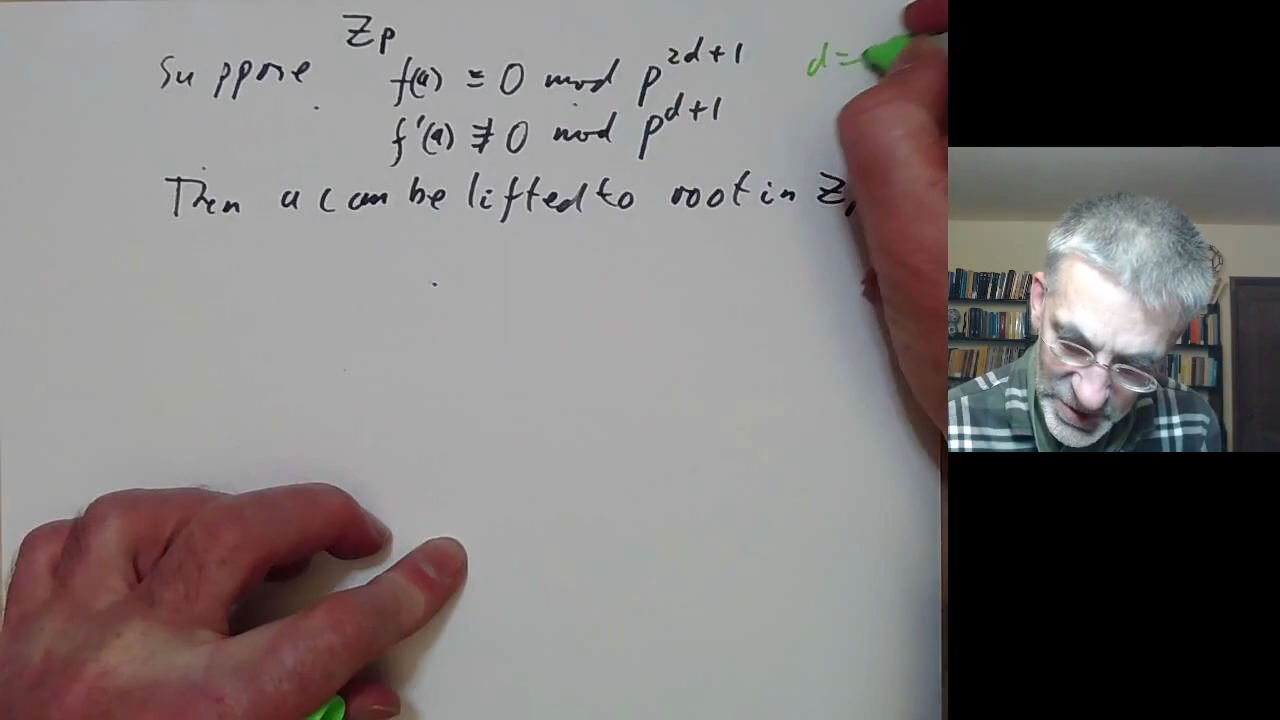 Zp
Suppose f(a) ≡ 0 mod p^{2d+1} d=
f'(a) ≢ 0 mod p^{d+1}
Then a can be lifted to root in Z